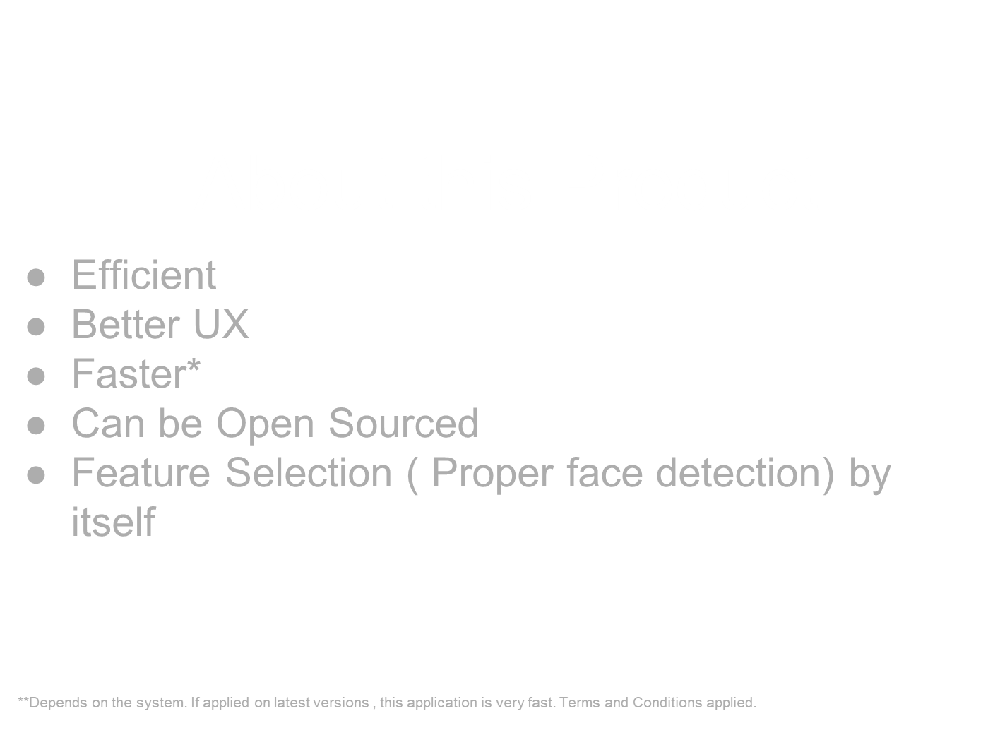 ● Efficient
● Better UX
● Faster*
● Can be Open Sourced
● Feature Selection ( Proper face detection) by
itself
**Depends on the system. If applied on latest versions , this application is very fast. Terms and Conditions applied.